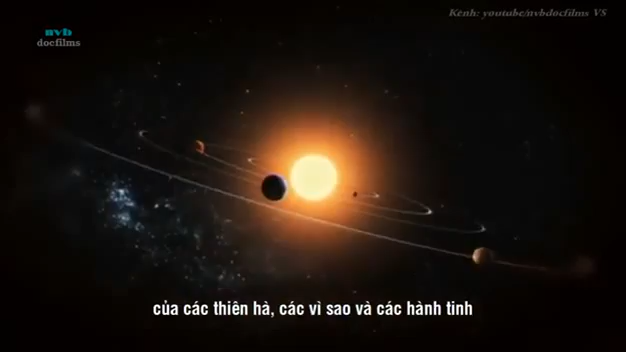 nvb
docfilms
Kênh: youtube/nvbdocfilms VS
của các thiên hà, các vì sao và các hành tinh